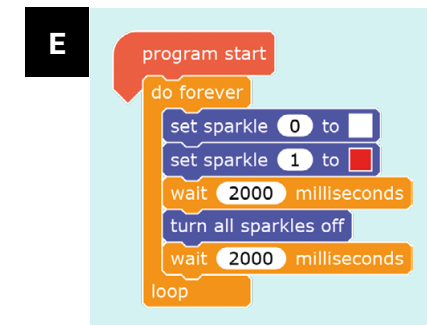 E
program start
do forever
set sparkle 0 to
set sparkle 1 to
wait 2000 milliseconds
turn all sparkles off
wait 2000 milliseconds
loop